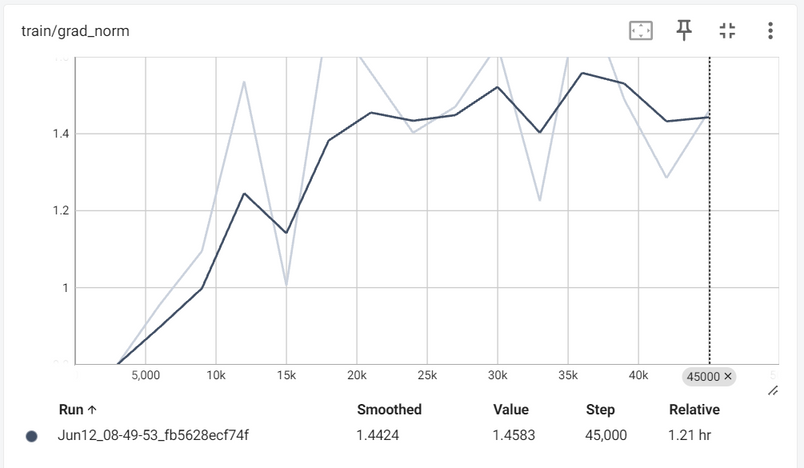 train/grad_norm
1.4
1.2
1
5,000 10k 15k 20k 25k 30k 35k 40k 45000 ×
Run ↑ Smoothed Value Step Relative
Jun12_08-49-53_fb5628ecf74f 1.4424 1.4583 45,000 1.21 hr